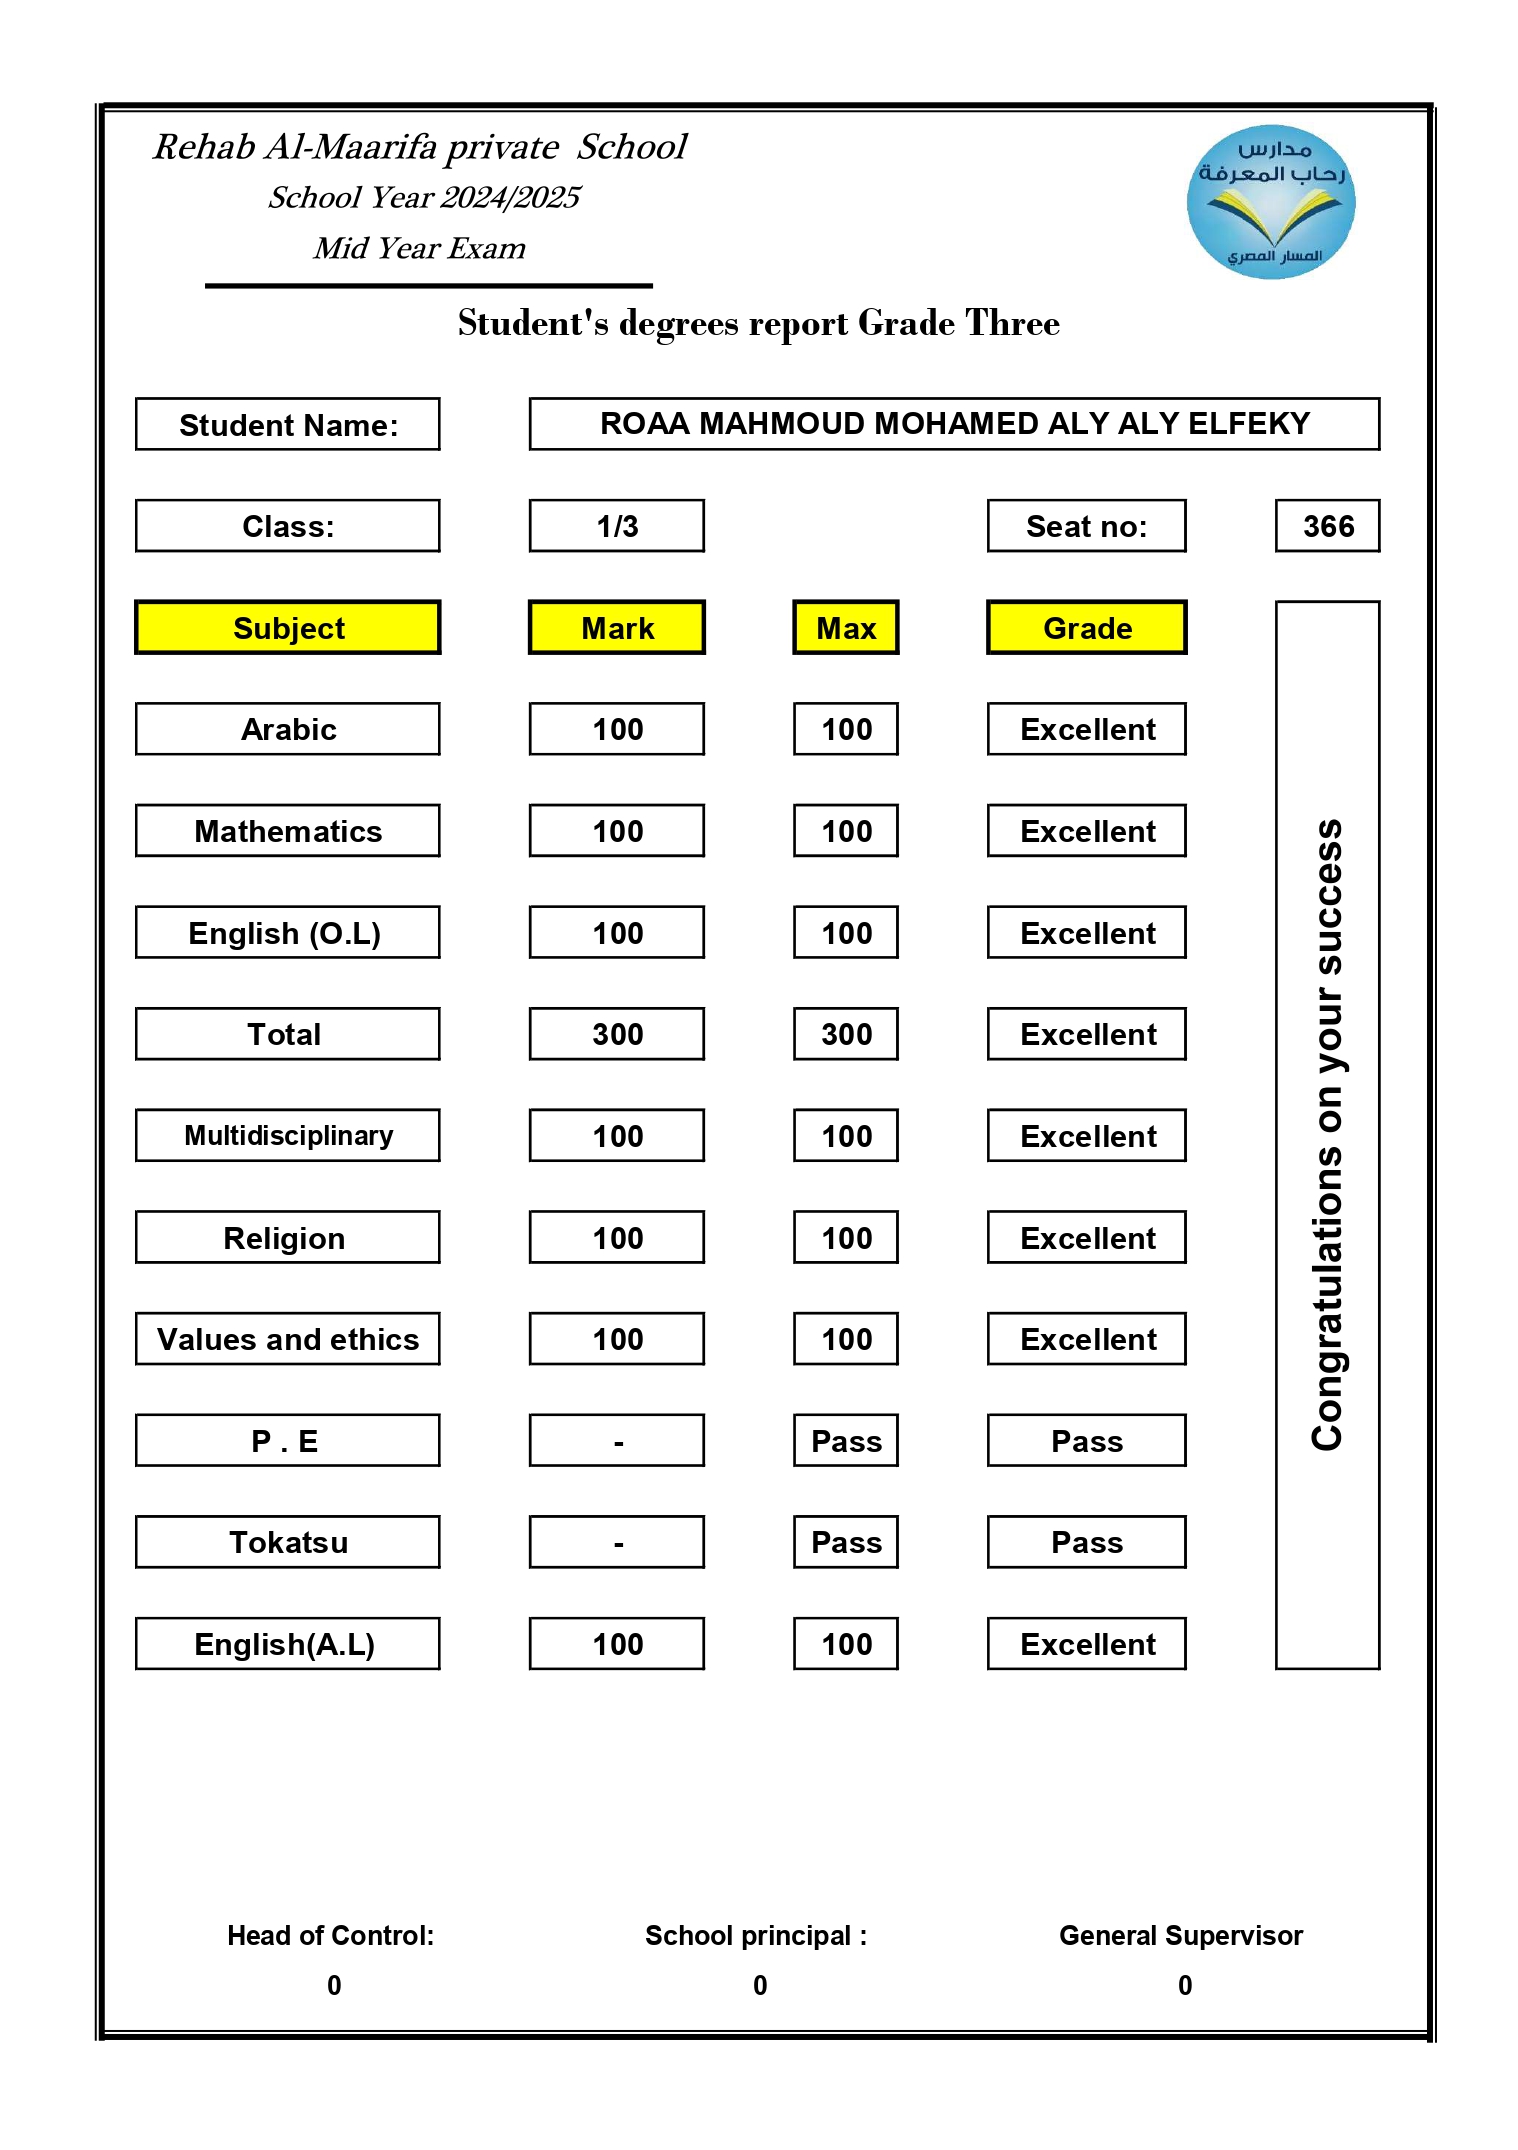 Rehab Al-Maarifa private School
School Year 2024/2025
Mid Year Exam
مدارس
رحاب المعرفة
المسار المصري
Student's degrees report Grade Three
Student Name: ROAA MAHMOUD MOHAMED ALY ALY ELFEKY
Class: 1/3 Seat no: 366
Subject Mark Max Grade
Arabic 100 100 Excellent
Mathematics 100 100 Excellent
English (O.L) 100 100 Excellent
Total 300 300 Excellent
Multidisciplinary 100 100 Excellent
Religion 100 100 Excellent
Values and ethics 100 100 Excellent
P . E - Pass Pass
Tokatsu - Pass Pass
English(A.L) 100 100 Excellent
Congratulations on your success
Head of Control: School principal : General Supervisor
0 0 0